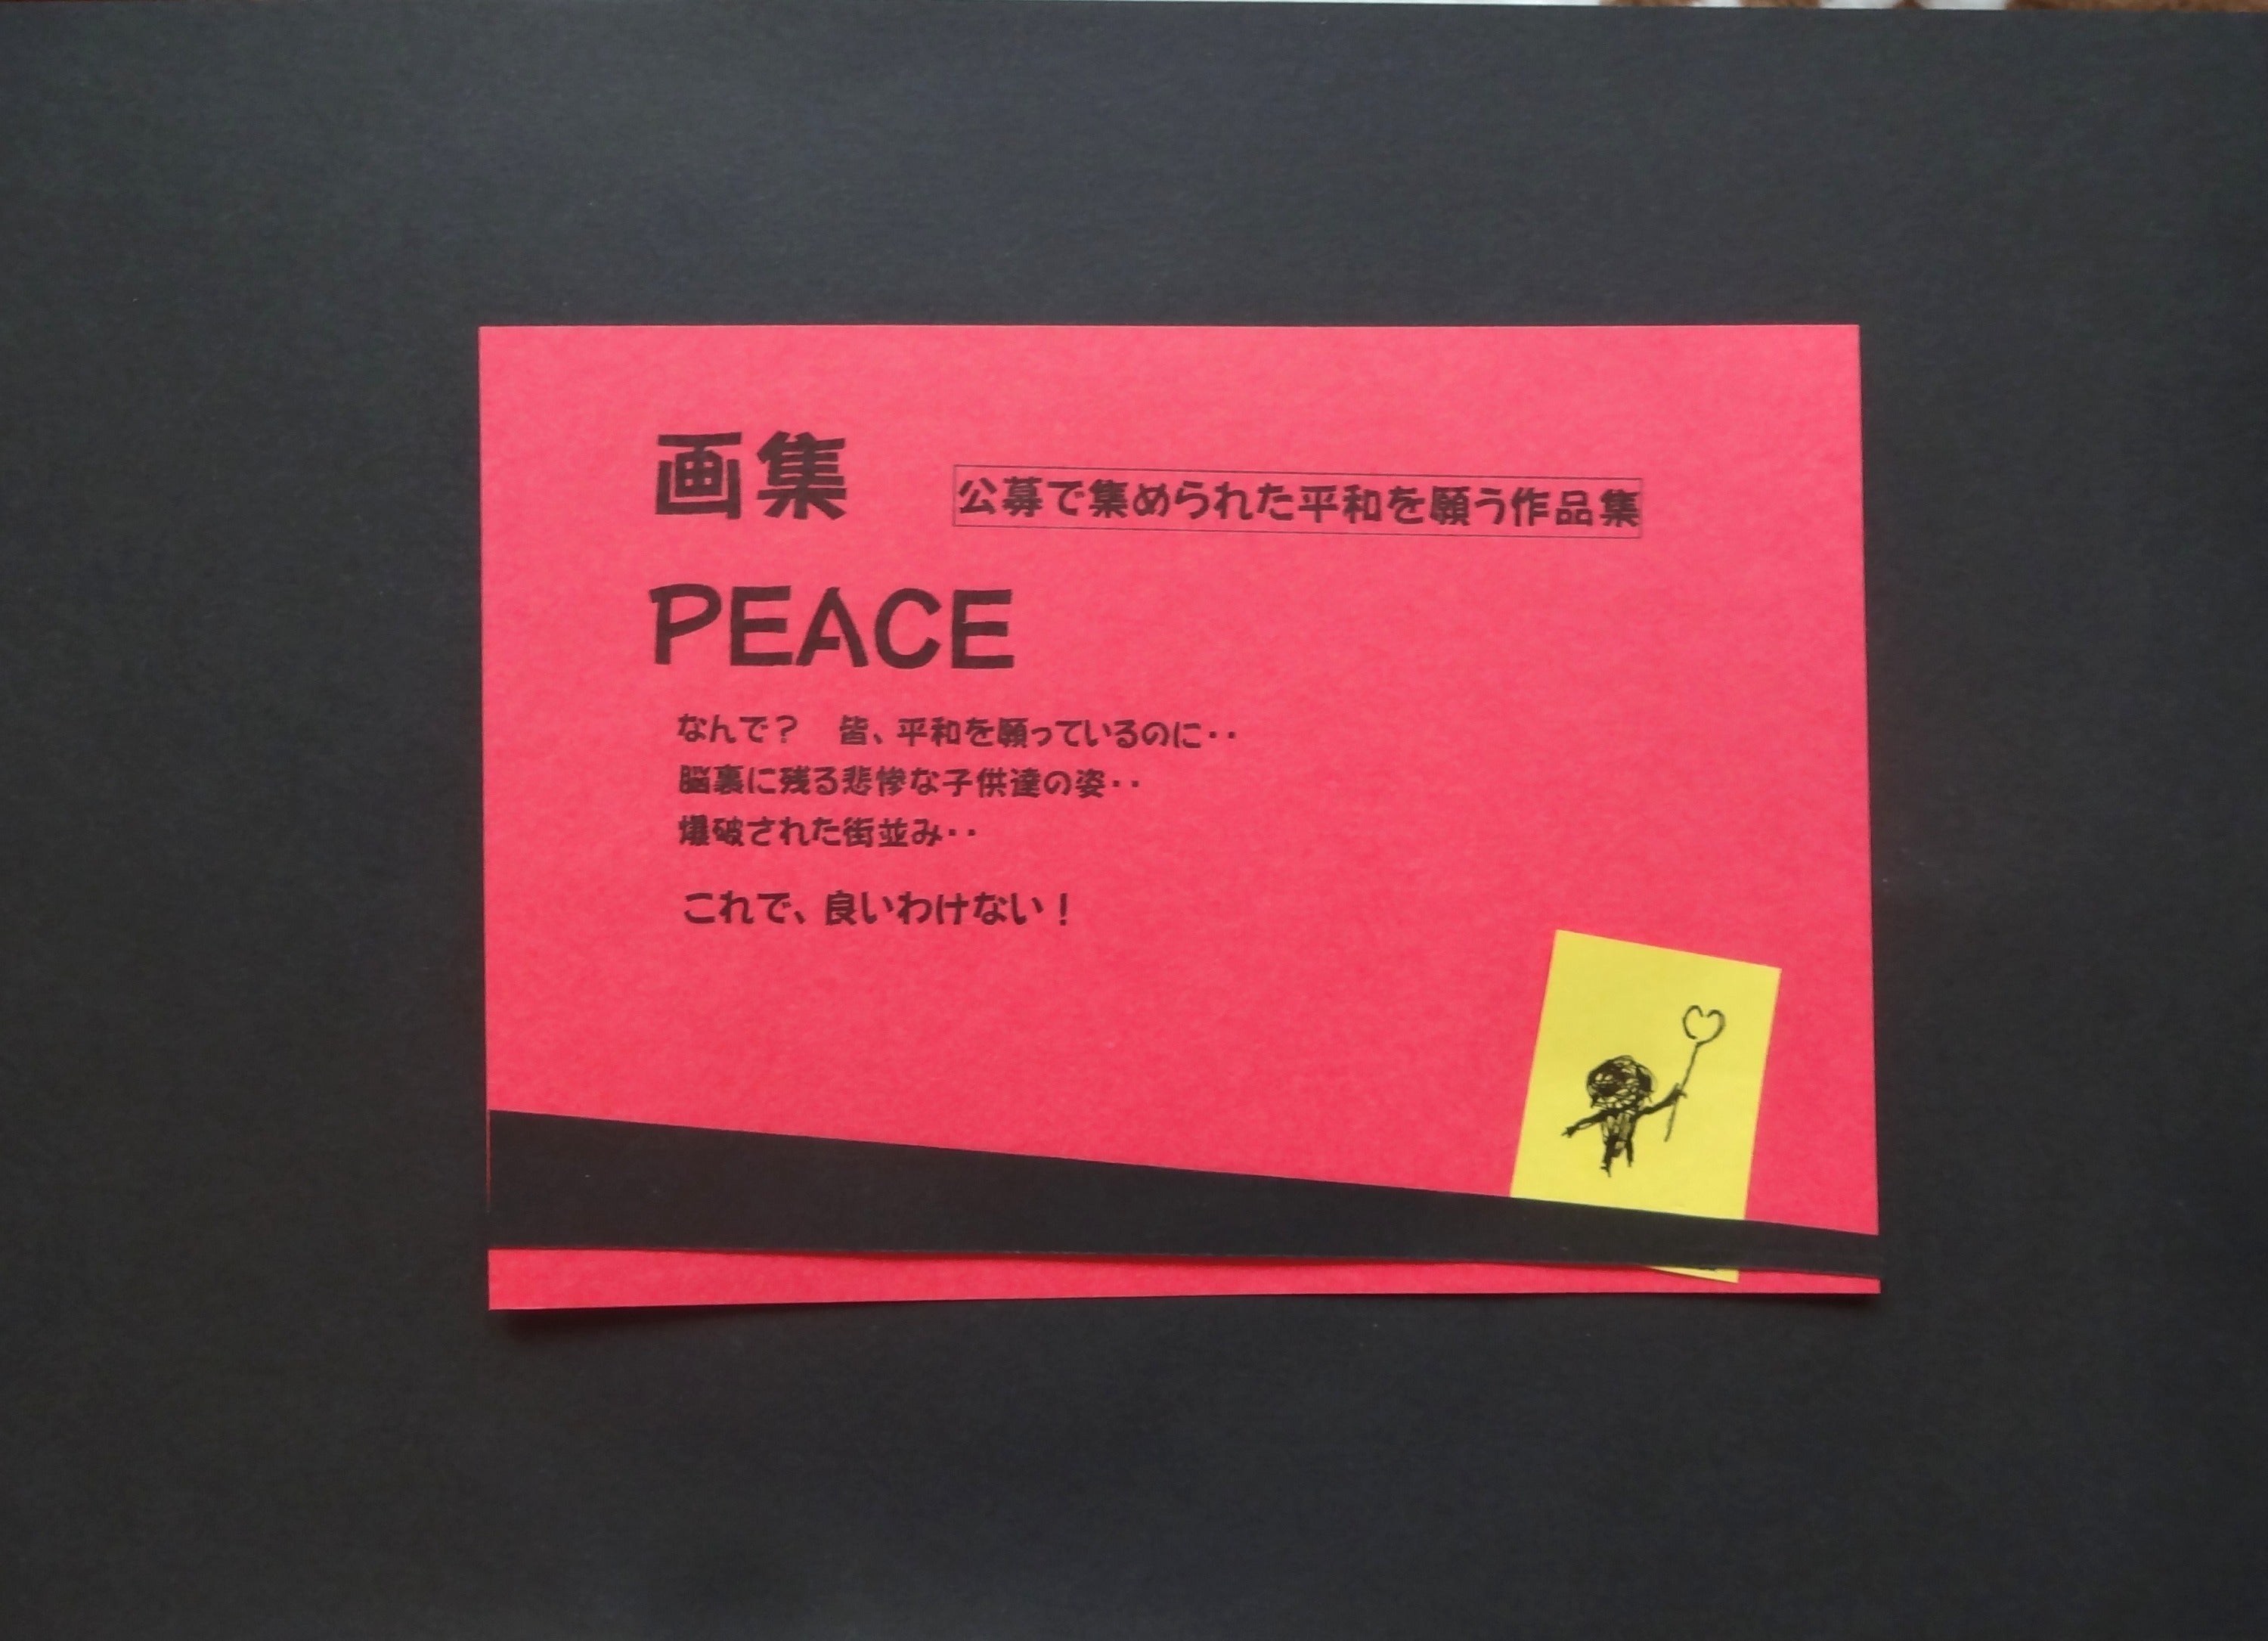 画集
公募で集められた平和を願う作品集
PEACE
なんで？　皆、平和を願っているのに‥
脳裏に残る悲惨な子供達の姿‥
爆破された街並み‥
これで、良いわけない！